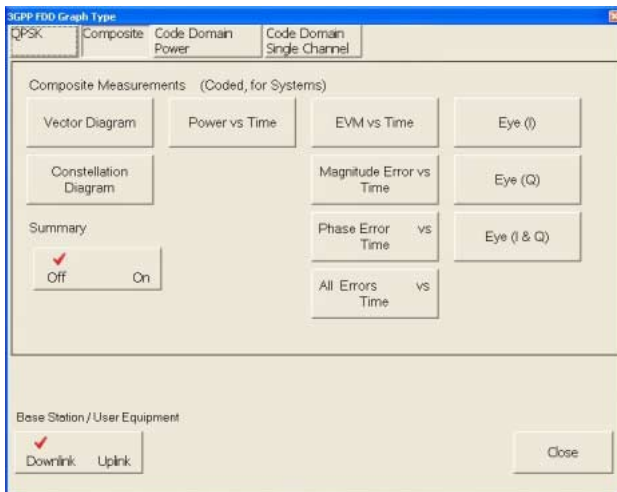 3GPP FDD Graph Type
QPSK Composite Code Domain Code Domain
Power Single Channel
Composite Measurements (Coded, for Systems)
Vector Diagram Power vs Time EVM vs Time Eye (I)
Constellation Magnitude Error vs Eye (Q)
Diagram Time
Summary Phase Error vs Eye (I & Q)
Time
Off On
All Errors vs
Time
Base Station / User Equipment
Downlink Uplink Close